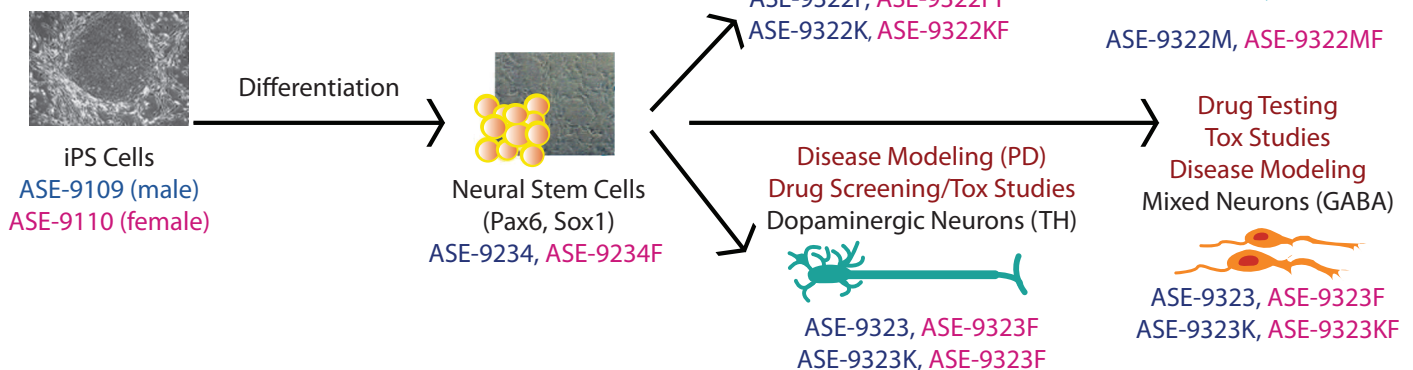 ASE-9322K, ASE-9322KF
ASE-9322M, ASE-9322MF
Differentiation
iPS Cells
ASE-9109 (male)
ASE-9110 (female)
Neural Stem Cells
(Pax6, Sox1)
ASE-9234, ASE-9234F
Disease Modeling (PD)
Drug Screening/Tox Studies
Dopaminergic Neurons (TH)
ASE-9323, ASE-9323F
ASE-9323K, ASE-9323F
Drug Testing
Tox Studies
Disease Modeling
Mixed Neurons (GABA)
ASE-9323, ASE-9323F
ASE-9323K, ASE-9323KF